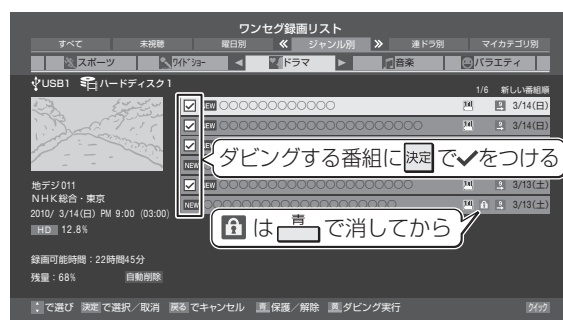 ワンセグ録画リスト
すべて 未視聴 曜日別 ≪ ジャンル別 ≫ 連ドラ別 マイカテゴリ別
スポーツ ワイドショー ◀ ドラマ ▶ 音楽 バラエティ
USB1 ハードディスク1
1/6 新しい番組順
NEW 〇〇〇〇〇〇〇〇〇〇〇〇 3/14(日)
NEW 〇〇〇〇〇〇〇〇〇〇〇〇〇〇〇〇〇〇〇〇〇 3/14(日)
ダビングする番組に決定で✔をつける
NEW
NEW 〇〇〇〇〇〇〇〇〇〇〇〇〇〇〇〇〇〇〇〇 3/13(土)
NEW 〇〇〇〇〇〇〇〇〇〇〇〇〇〇〇〇〇〇 3/13(土)
は青で消してから
地デジ011
NHK総合・東京
2010/ 3/14(日) PM 9:00 (03:00)
HD 12.8%
録画可能時間：22時間45分
残量：68% 自動削除
で選び 決定で選択／取消 戻るでキャンセル 青保護／解除 黒ダビング実行 クイック